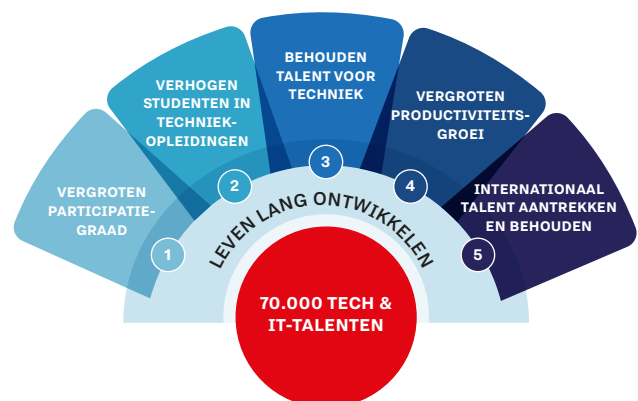 VERGROTEN
PARTICIPATIE-
GRAAD
1
VERHOGEN
STUDENTEN IN
TECHNIEK-
OPLEIDINGEN
2
BEHOUDEN
TALENT VOOR
TECHNIEK
3
VERGROTEN
PRODUCTIVITEITS-
GROEI
4
INTERNATIONAAL
TALENT AANTREKKEN
EN BEHOUDEN
5
LEVEN LANG ONTWIKKELEN
70.000 TECH &
IT-TALENTEN